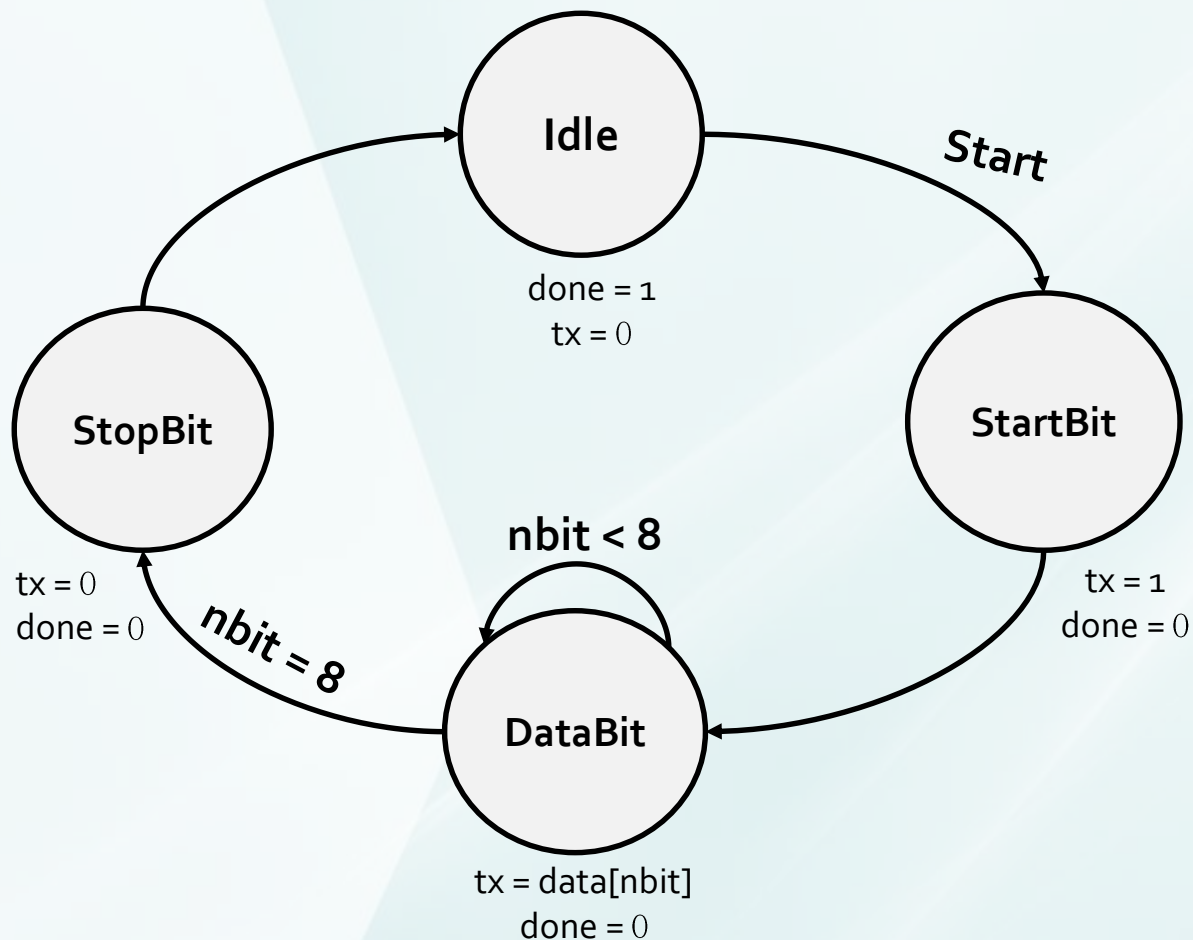 Idle
done = 1
tx = 0
Start
StartBit
tx = 1
done = 0
nbit < 8
DataBit
tx = data[nbit]
done = 0
nbit = 8
StopBit
tx = 0
done = 0